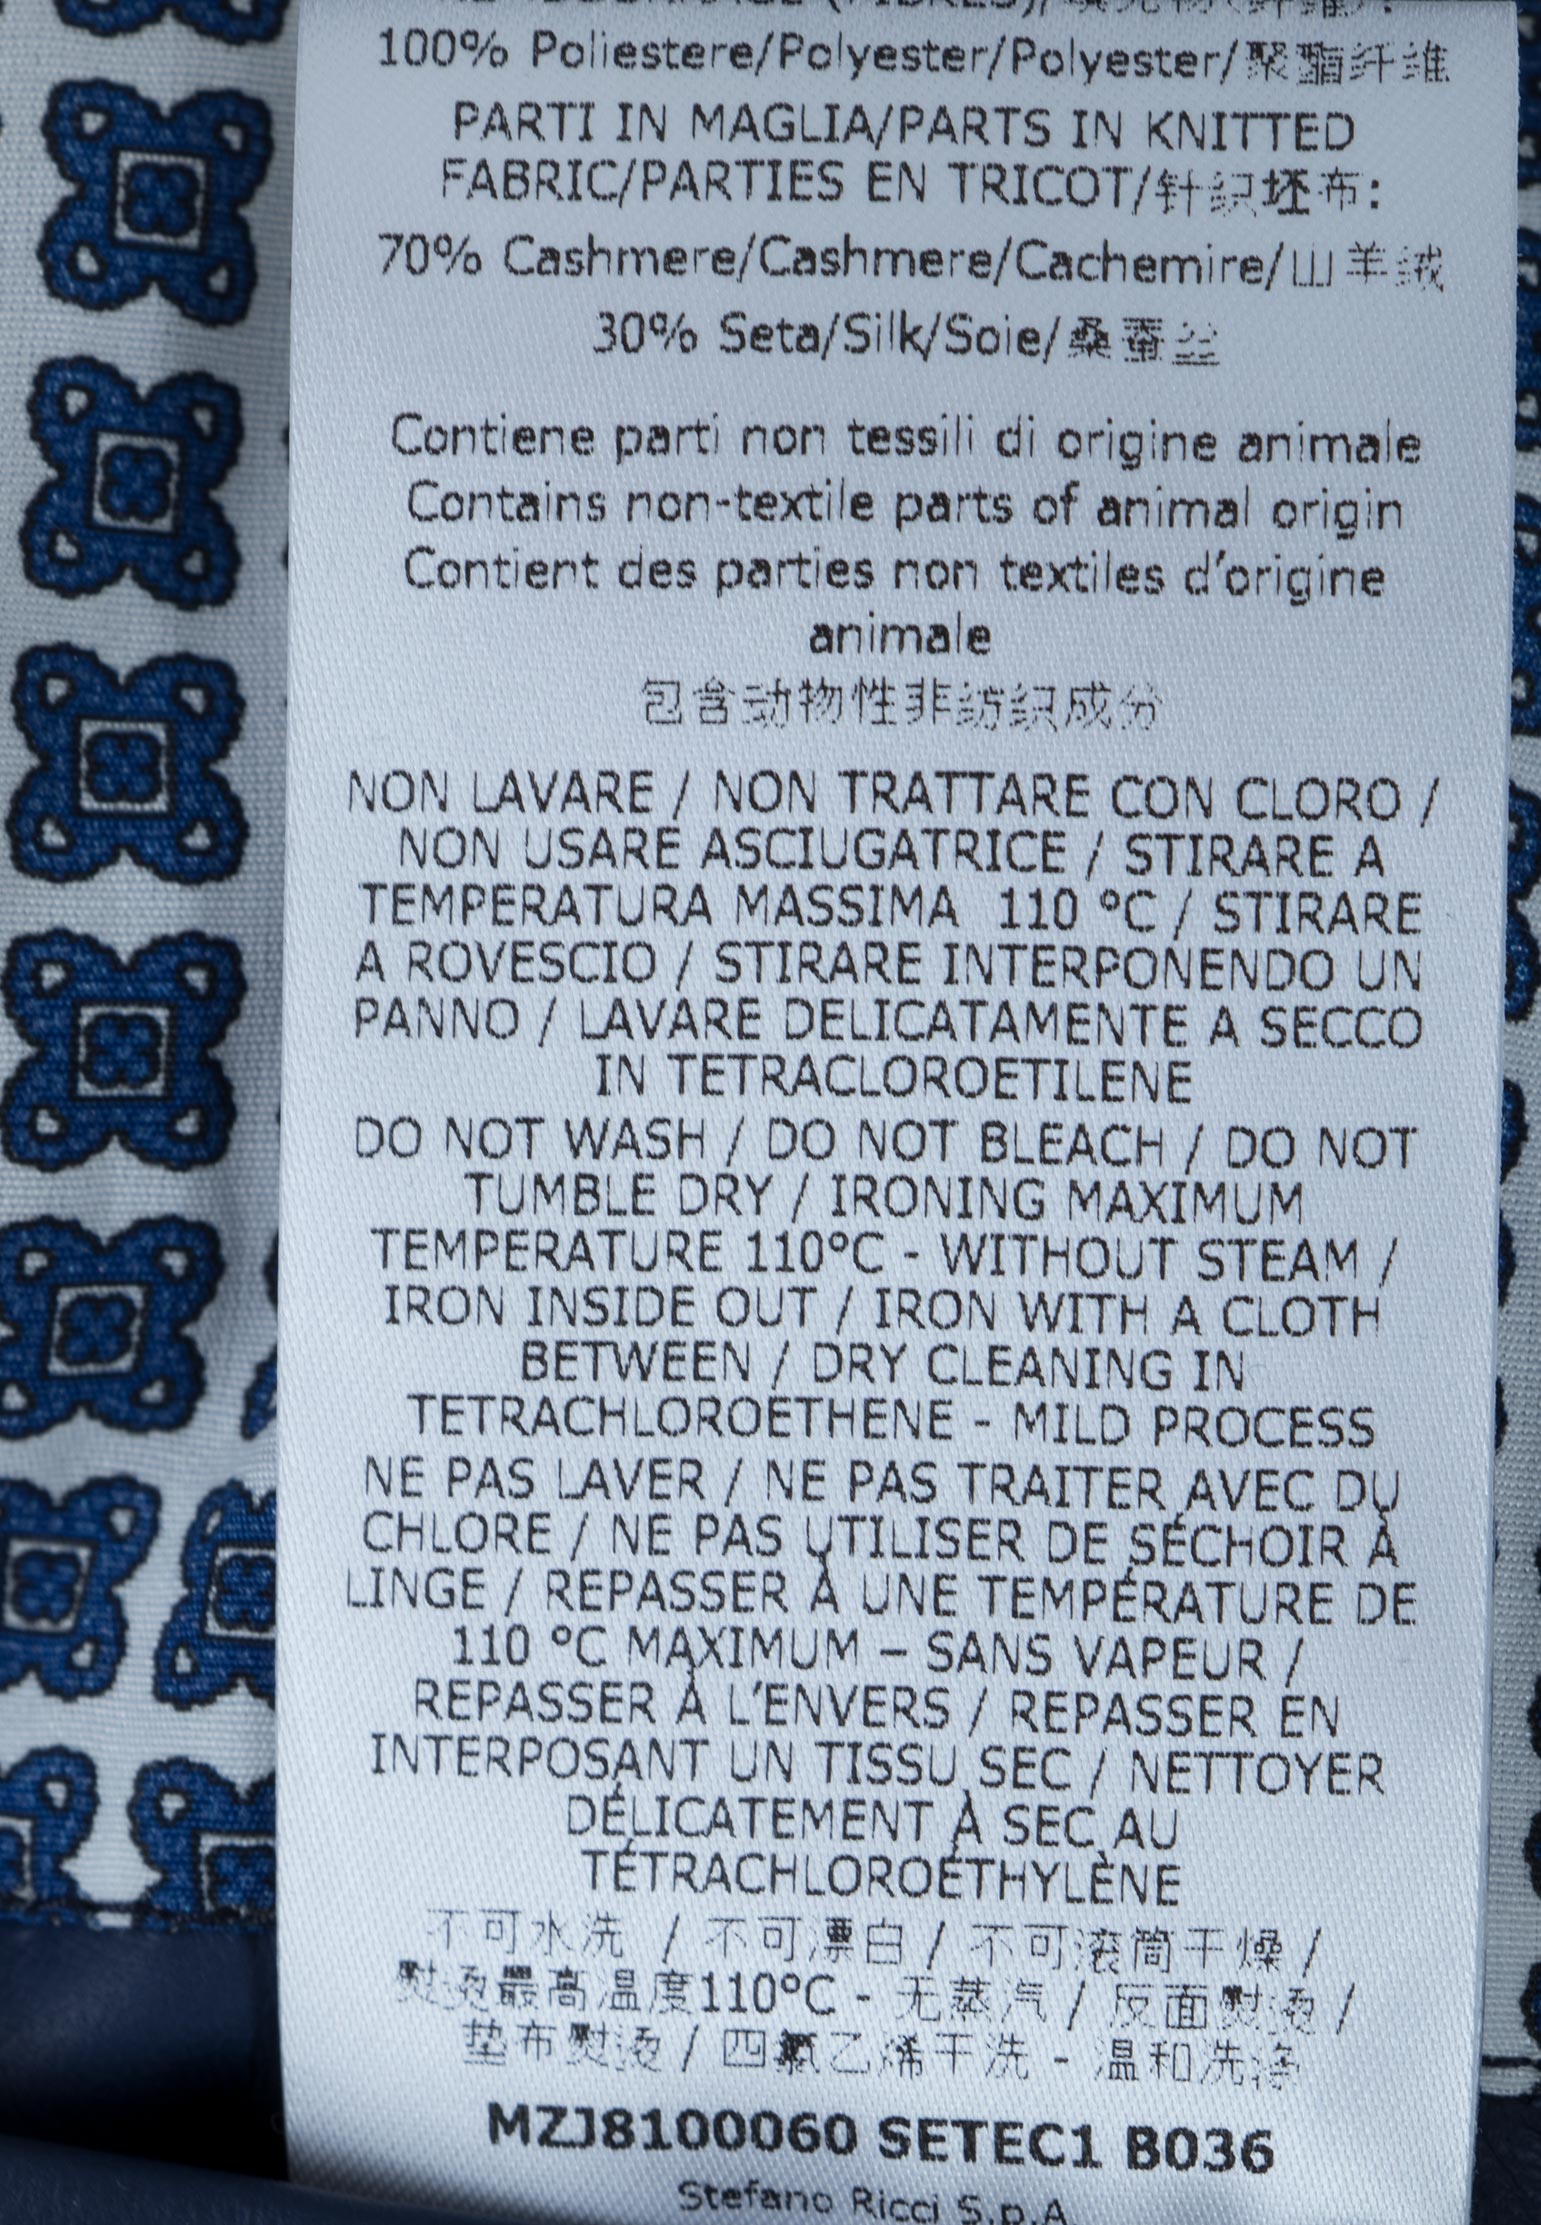 100% Poliestere/Polyester/Polyester/聚酯纤维
PARTI IN MAGLIA/PARTS IN KNITTED
FABRIC/PARTIES EN TRICOT/针织坯布:
70% Cashmere/Cashmere/Cachemire/山羊绒
30% Seta/Silk/Soie/桑蚕丝
Contiene parti non tessili di origine animale
Contains non-textile parts of animal origin
Contient des parties non textiles d'origine
animale
包含动物性非纺织成分
NON LAVARE / NON TRATTARE CON CLORO /
NON USARE ASCIUGATRICE / STIRARE A
TEMPERATURA MASSIMA 110 °C / STIRARE
A ROVESCIO / STIRARE INTERPONENDO UN
PANNO / LAVARE DELICATAMENTE A SECCO
IN TETRACLOROETILENE
DO NOT WASH / DO NOT BLEACH / DO NOT
TUMBLE DRY / IRONING MAXIMUM
TEMPERATURE 110°C - WITHOUT STEAM /
IRON INSIDE OUT / IRON WITH A CLOTH
BETWEEN / DRY CLEANING IN
TETRACHLOROETHENE - MILD PROCESS
NE PAS LAVER / NE PAS TRAITER AVEC DU
CHLORE / NE PAS UTILISER DE SÉCHOIR À
LINGE / REPASSER À UNE TEMPÉRATURE DE
110 °C MAXIMUM – SANS VAPEUR /
REPASSER À L'ENVERS / REPASSER EN
INTERPOSANT UN TISSU SEC / NETTOYER
DÉLICATEMENT À SEC AU
TÉTRACHLOROÉTHYLÈNE
不可水洗 / 不可漂白 / 不可滚筒干燥 /
熨烫最高温度110°C - 无蒸汽 / 反面熨烫 /
垫布熨烫 / 四氯乙烯干洗 - 温和洗涤
MZJ8100060 SETEC1 B036
Stefano Ricci S.p.A